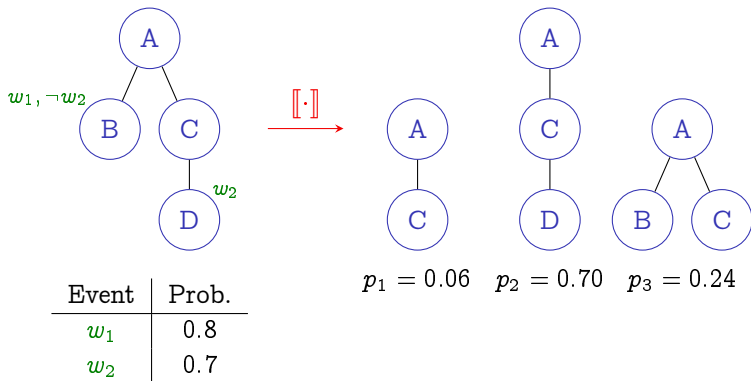 A
B
C
D
w₁, ¬w₂
w₂
Event Prob.
w₁ 0.8
w₂ 0.7
⟦·⟧
A
C
p₁ = 0.06
A
C
D
p₂ = 0.70
A
B C
p₃ = 0.24